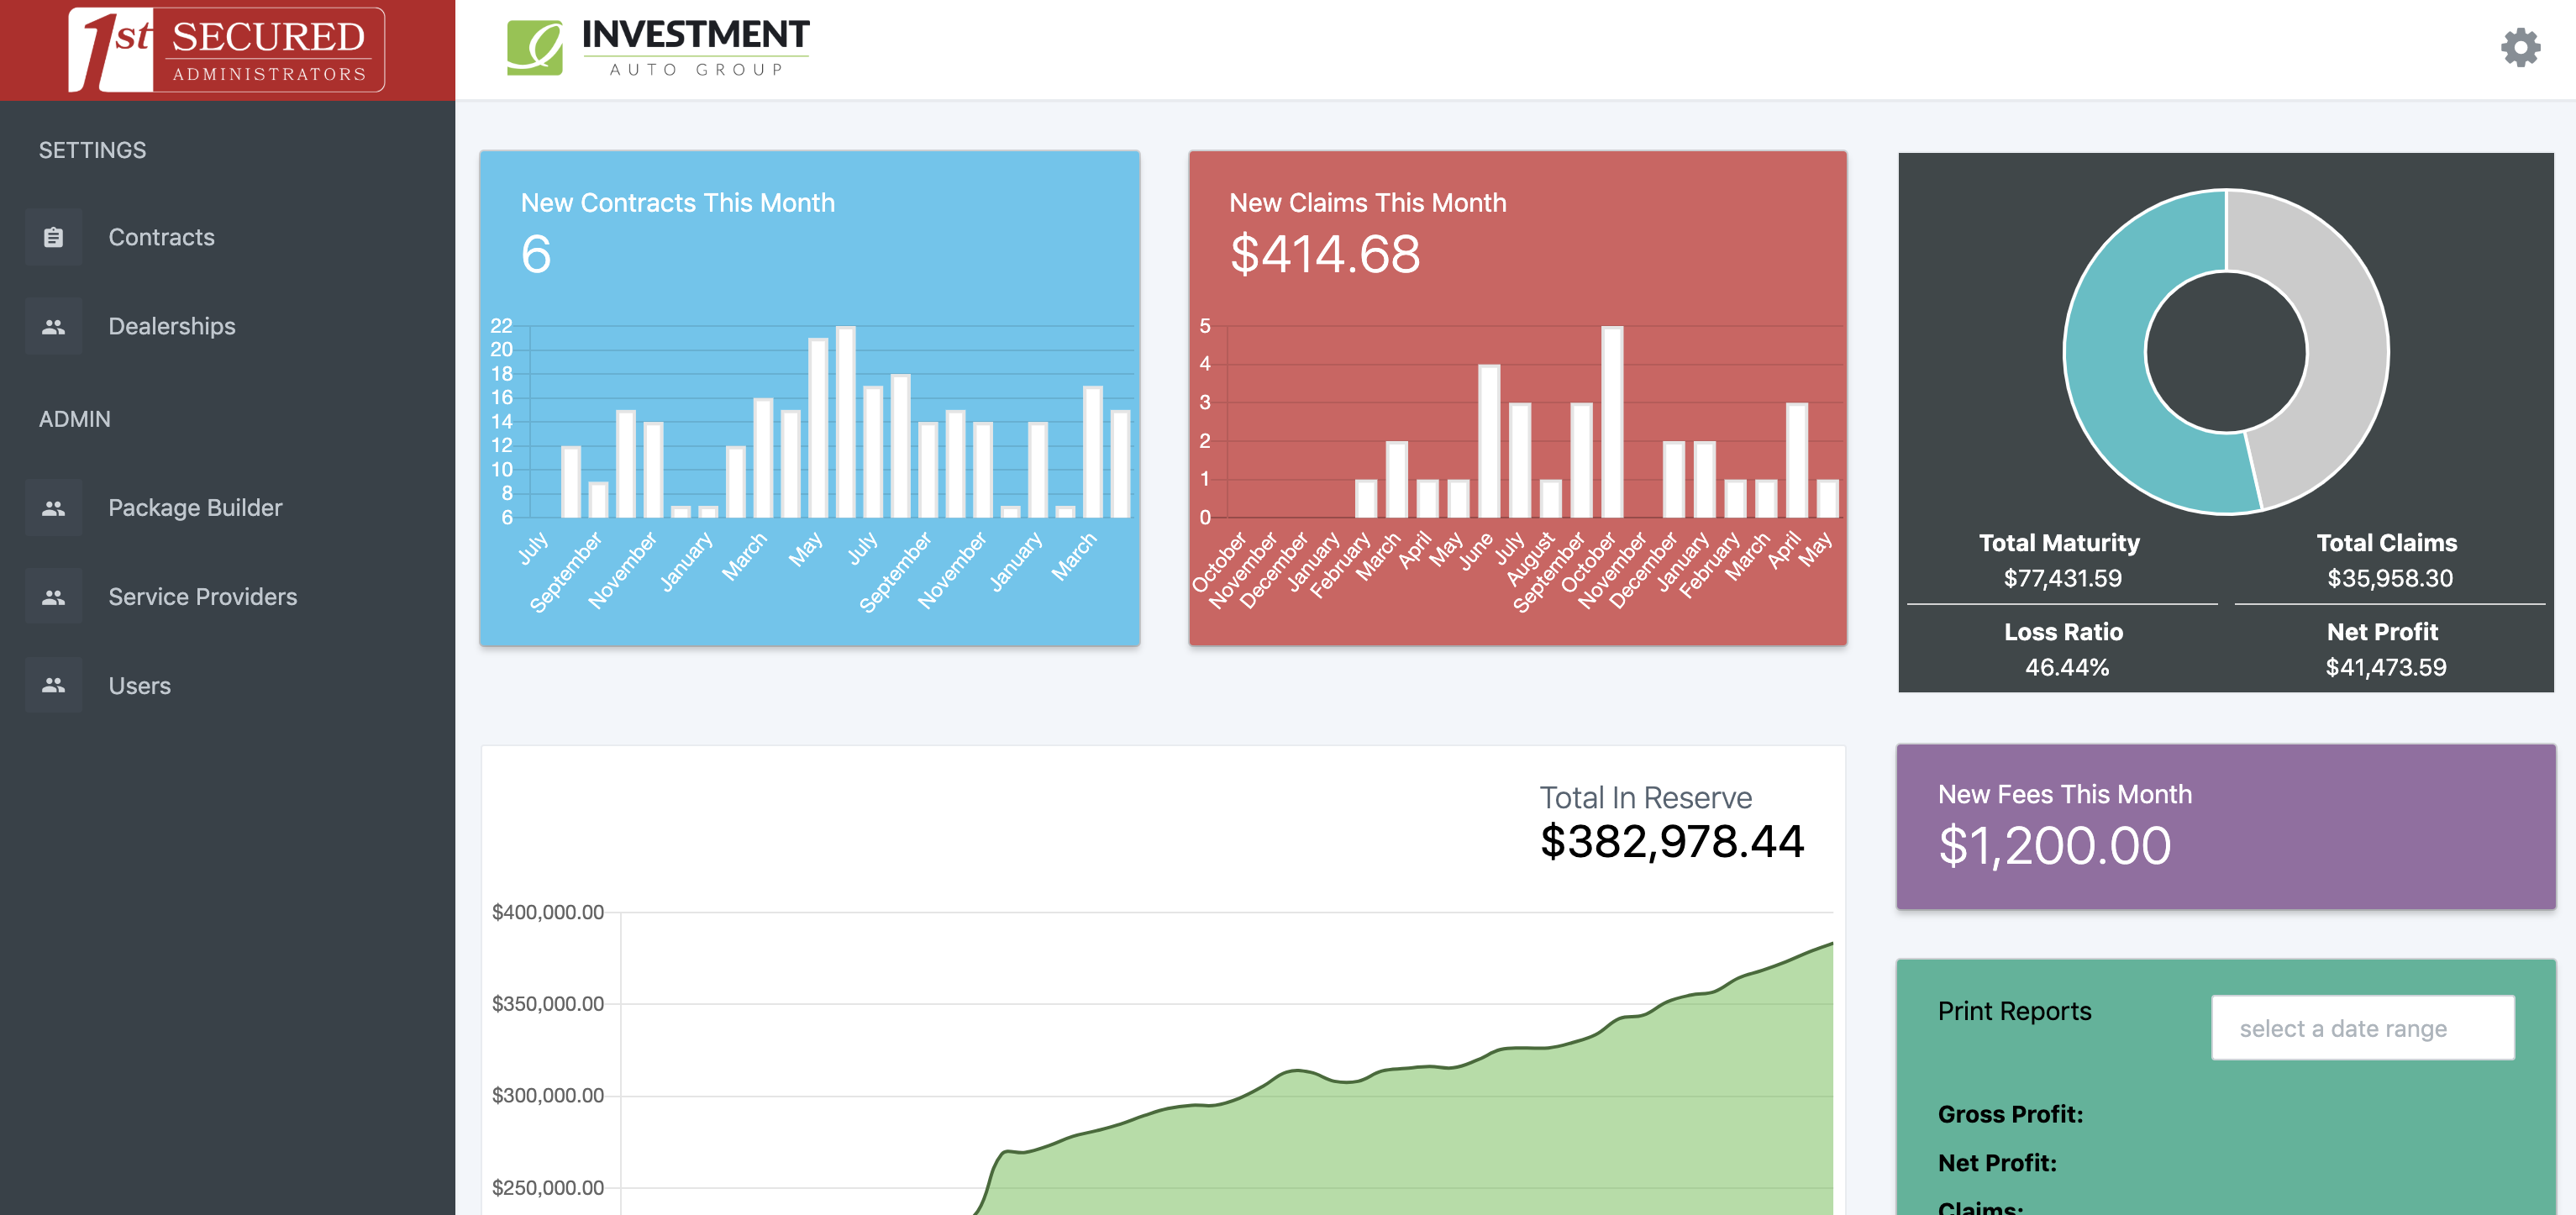 1st SECURED
ADMINISTRATORS
INVESTMENT
AUTO GROUP
SETTINGS
Contracts
Dealerships
ADMIN
Package Builder
Service Providers
Users
New Contracts This Month
6
22
20
18
16
14
12
10
8
6
July
September
November
January
March
May
July
September
November
January
March
New Claims This Month
$414.68
5
4
3
2
1
0
October
November
December
January
February
March
April
May
June
July
August
September
October
November
December
January
February
March
April
May
Total Maturity
$77,431.59
Total Claims
$35,958.30
Loss Ratio
46.44%
Net Profit
$41,473.59
Total In Reserve
$382,978.44
$400,000.00
$350,000.00
$300,000.00
$250,000.00
New Fees This Month
$1,200.00
Print Reports
select a date range
Gross Profit:
Net Profit:
Claims: